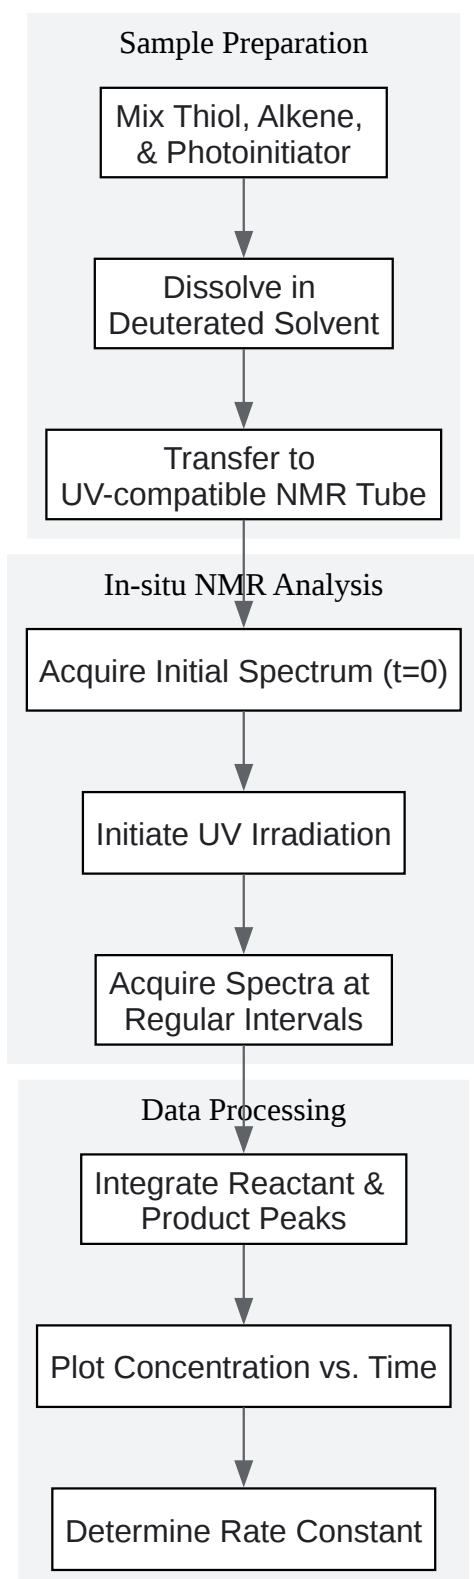 Sample Preparation
Mix Thiol, Alkene,
& Photoinitiator
Dissolve in
Deuterated Solvent
Transfer to
UV-compatible NMR Tube
In-situ NMR Analysis
Acquire Initial Spectrum (t=0)
Initiate UV Irradiation
Acquire Spectra at
Regular Intervals
Data Processing
Integrate Reactant &
Product Peaks
Plot Concentration vs. Time
Determine Rate Constant